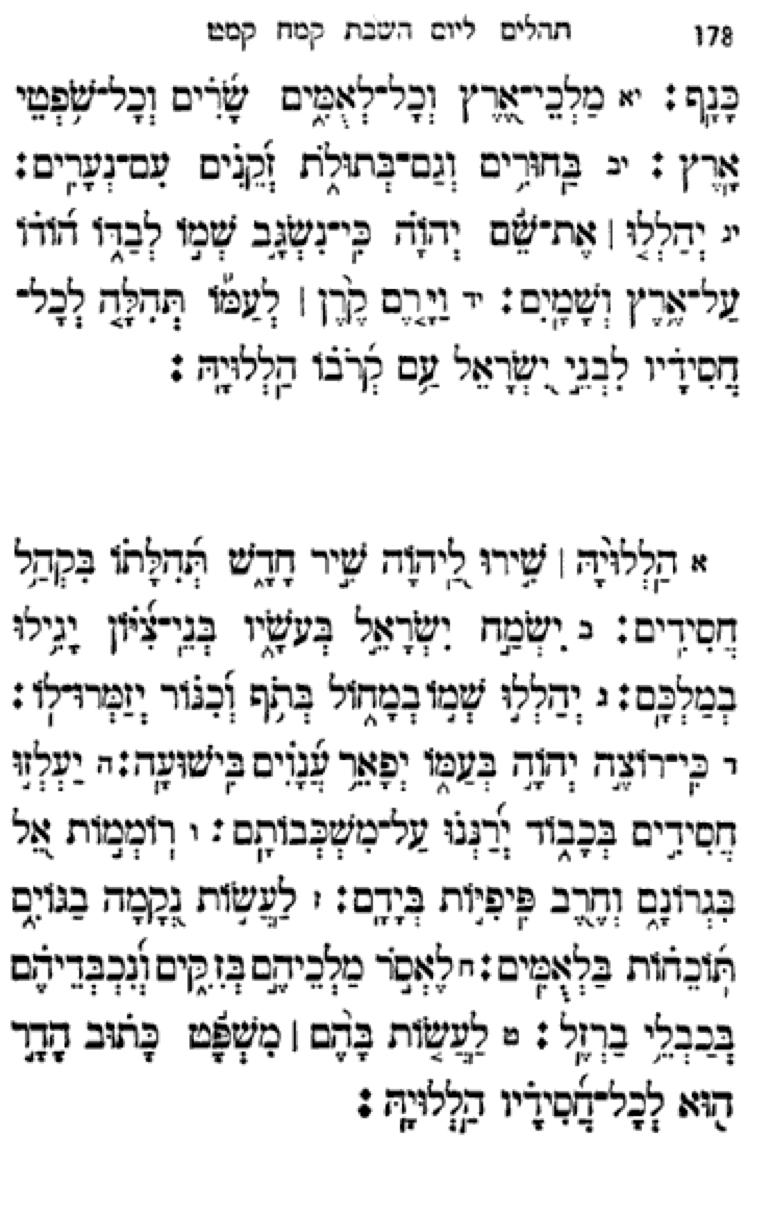 178 תהלים ליום השבת קמח קמט
כָּנָף׃ יא מַלְכֵי־אֶרֶץ וְכָל־לְאֻמִּים שָׂרִים וְכָל־שֹׁפְטֵי
אָרֶץ׃ יב בַּחוּרִים וְגַם־בְּתוּלֹת זְקֵנִים עִם־נְעָרִים׃
יג יְהַלְלוּ | אֶת־שֵׁם יְהוָה כִּי־נִשְׂגָּב שְׁמוֹ לְבַדּוֹ הוֹדוֹ
עַל־אֶרֶץ וְשָׁמָיִם׃ יד וַיָּרֶם קֶרֶן | לְעַמּוֹ תְּהִלָּה לְכָל־
חֲסִידָיו לִבְנֵי יִשְׂרָאֵל עַם קְרֹבוֹ הַלְלוּיָהּ׃
א הַלְלוּיָהּ | שִׁירוּ לַיהוָה שִׁיר חָדָשׁ תְּהִלָּתוֹ בִּקְהַל
חֲסִידִים׃ ב יִשְׂמַח יִשְׂרָאֵל בְּעֹשָׂיו בְּנֵי־צִיּוֹן יָגִילוּ
בְמַלְכָּם׃ ג יְהַלְלוּ שְׁמוֹ בְמָחוֹל בְּתֹף וְכִנּוֹר יְזַמְּרוּ־לוֹ׃
ד כִּי־רוֹצֶה יְהוָה בְּעַמּוֹ יְפָאֵר עֲנָוִים בִּישׁוּעָה׃ ה יַעְלְזוּ
חֲסִידִים בְּכָבוֹד יְרַנְּנוּ עַל־מִשְׁכְּבוֹתָם׃ ו רוֹמְמוֹת אֵל
בִּגְרוֹנָם וְחֶרֶב פִּיפִיּוֹת בְּיָדָם׃ ז לַעֲשׂוֹת נְקָמָה בַגּוֹיִם
תּוֹכֵחוֹת בַּלְאֻמִּים׃ ח לֶאְסֹר מַלְכֵיהֶם בְּזִקִּים וְנִכְבְּדֵיהֶם
בְּכַבְלֵי בַרְזֶל׃ ט לַעֲשׂוֹת בָּהֶם | מִשְׁפָּט כָּתוּב הָדָר
הוּא לְכָל־חֲסִידָיו הַלְלוּיָהּ׃